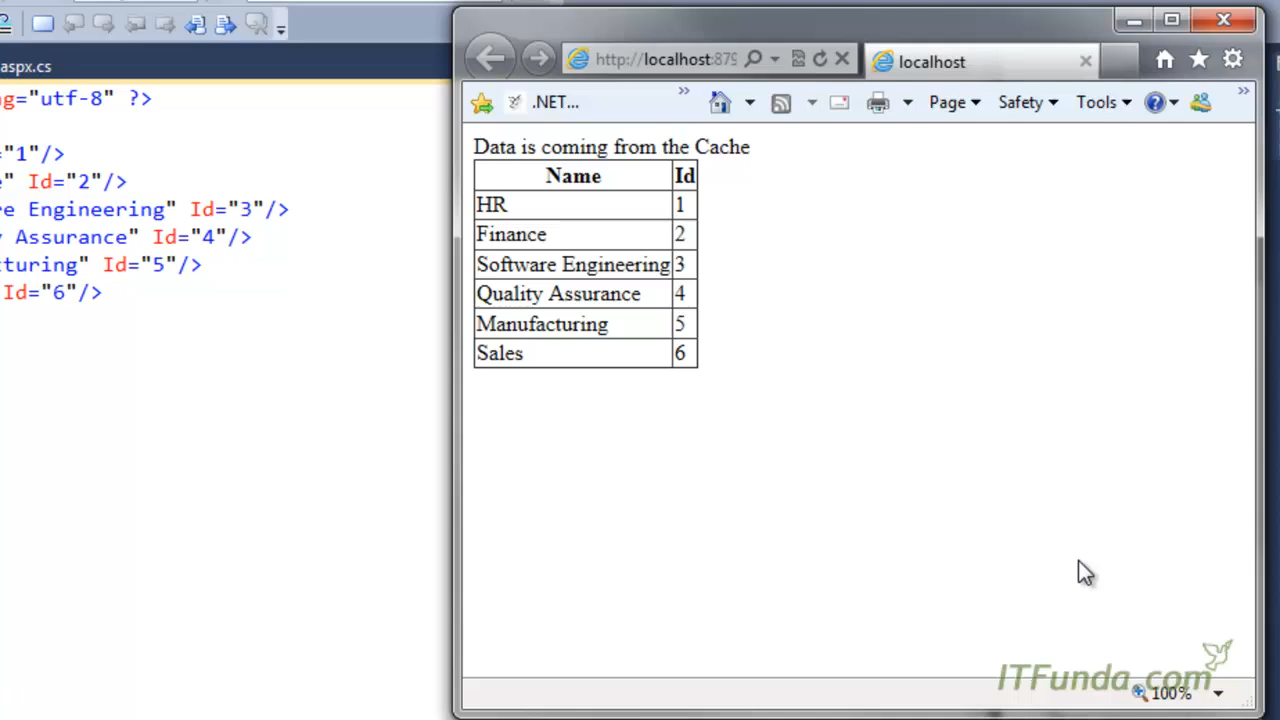 aspx.cs
g="utf-8" ?>
="1"/>
" Id="2"/>
e Engineering" Id="3"/>
Assurance" Id="4"/>
turing" Id="5"/>
Id="6"/>
http://localhost:879
localhost
.NET...
Page
Safety
Tools
Data is coming from the Cache
Name Id
HR 1
Finance 2
Software Engineering 3
Quality Assurance 4
Manufacturing 5
Sales 6
ITFunda.com
100%